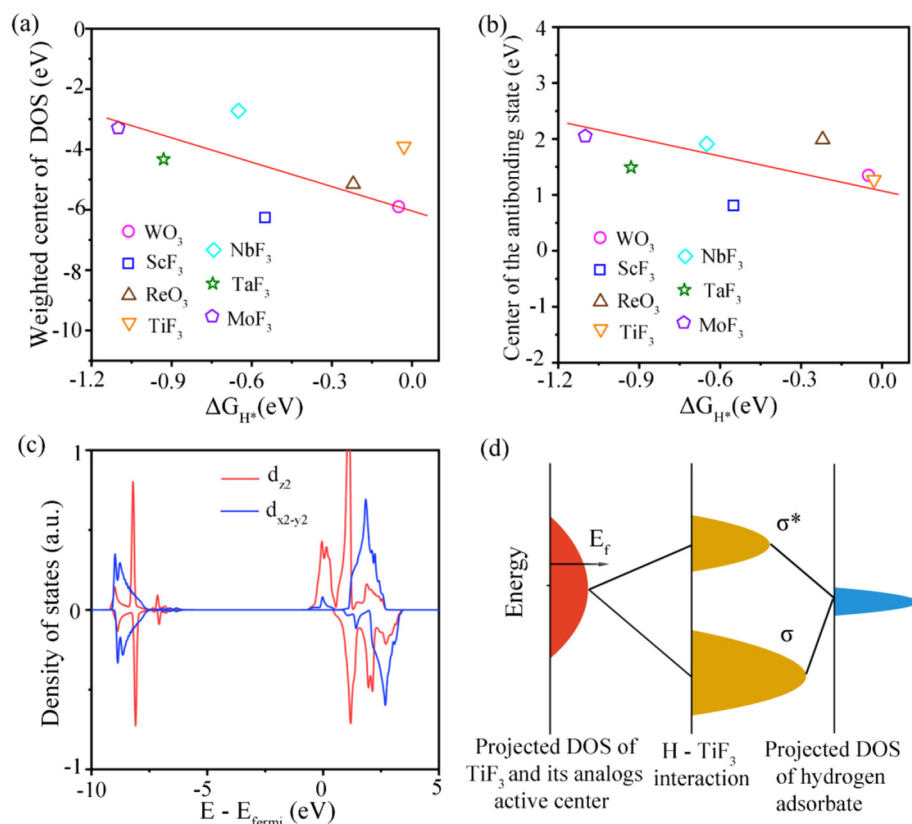 (a)
Weighted center of DOS (eV)
0
-2
-4
-6
-8
-10
WO3
ScF3
ReO3
TiF3
NbF3
TaF3
MoF3
-1.2
-0.9
-0.6
-0.3
0.0
ΔGH*(eV)
(b)
Center of the antibonding state (eV)
4
3
2
1
0
-1
-2
WO3
ScF3
ReO3
TiF3
NbF3
TaF3
MoF3
-1.2
-0.9
-0.6
-0.3
0.0
ΔGH*(eV)
(c)
Density of states (a.u.)
1
0
-1
dz2
dx2-y2
-10
-5
0
5
E - Efermi (eV)
(d)
Energy
Ef
σ*
σ
Projected DOS of
TiF3 and its analogs
active center
H - TiF3
interaction
Projected DOS
of hydrogen
adsorbate